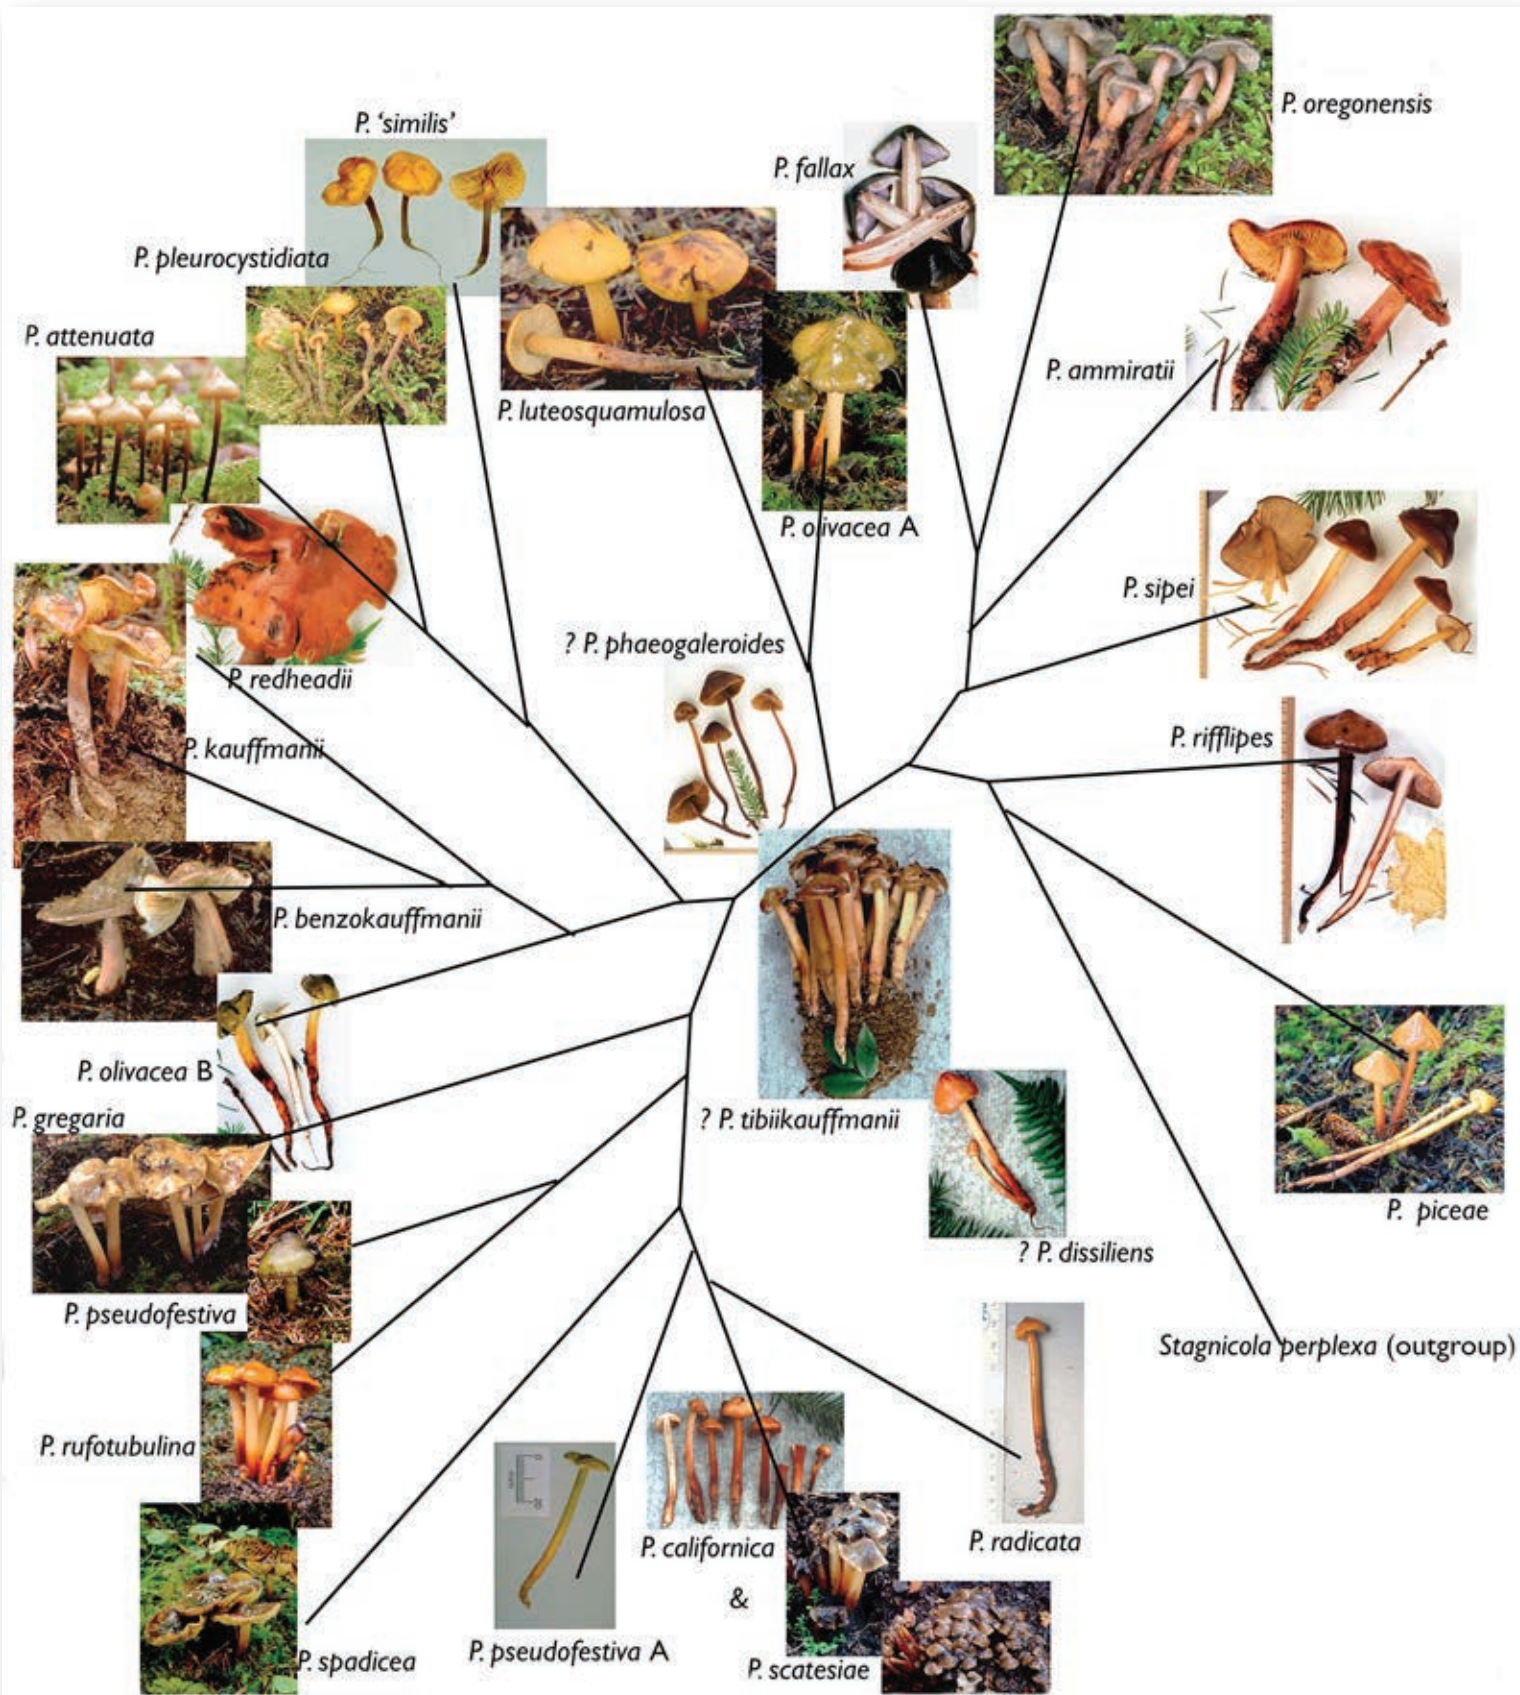 P. oregonensis
P. 'similis'
P. fallax
P. pleurocystidiata
P. attenuata
P. ammiratii
P. luteosquamulosa
P. olivacea A
P. sipei
? P. phaeogaleroides
P. redheadii
P. kauffmanii
P. rifflipes
P. benzokauffmanii
P. olivacea B
P. gregaria
? P. tibiikauffmanii
P. piceae
? P. dissiliens
P. pseudofestiva
Stagnicola perplexa (outgroup)
P. rufotubulina
P. californica
P. radicata
&
P. pseudofestiva A
P. spadicea
P. scatesiae